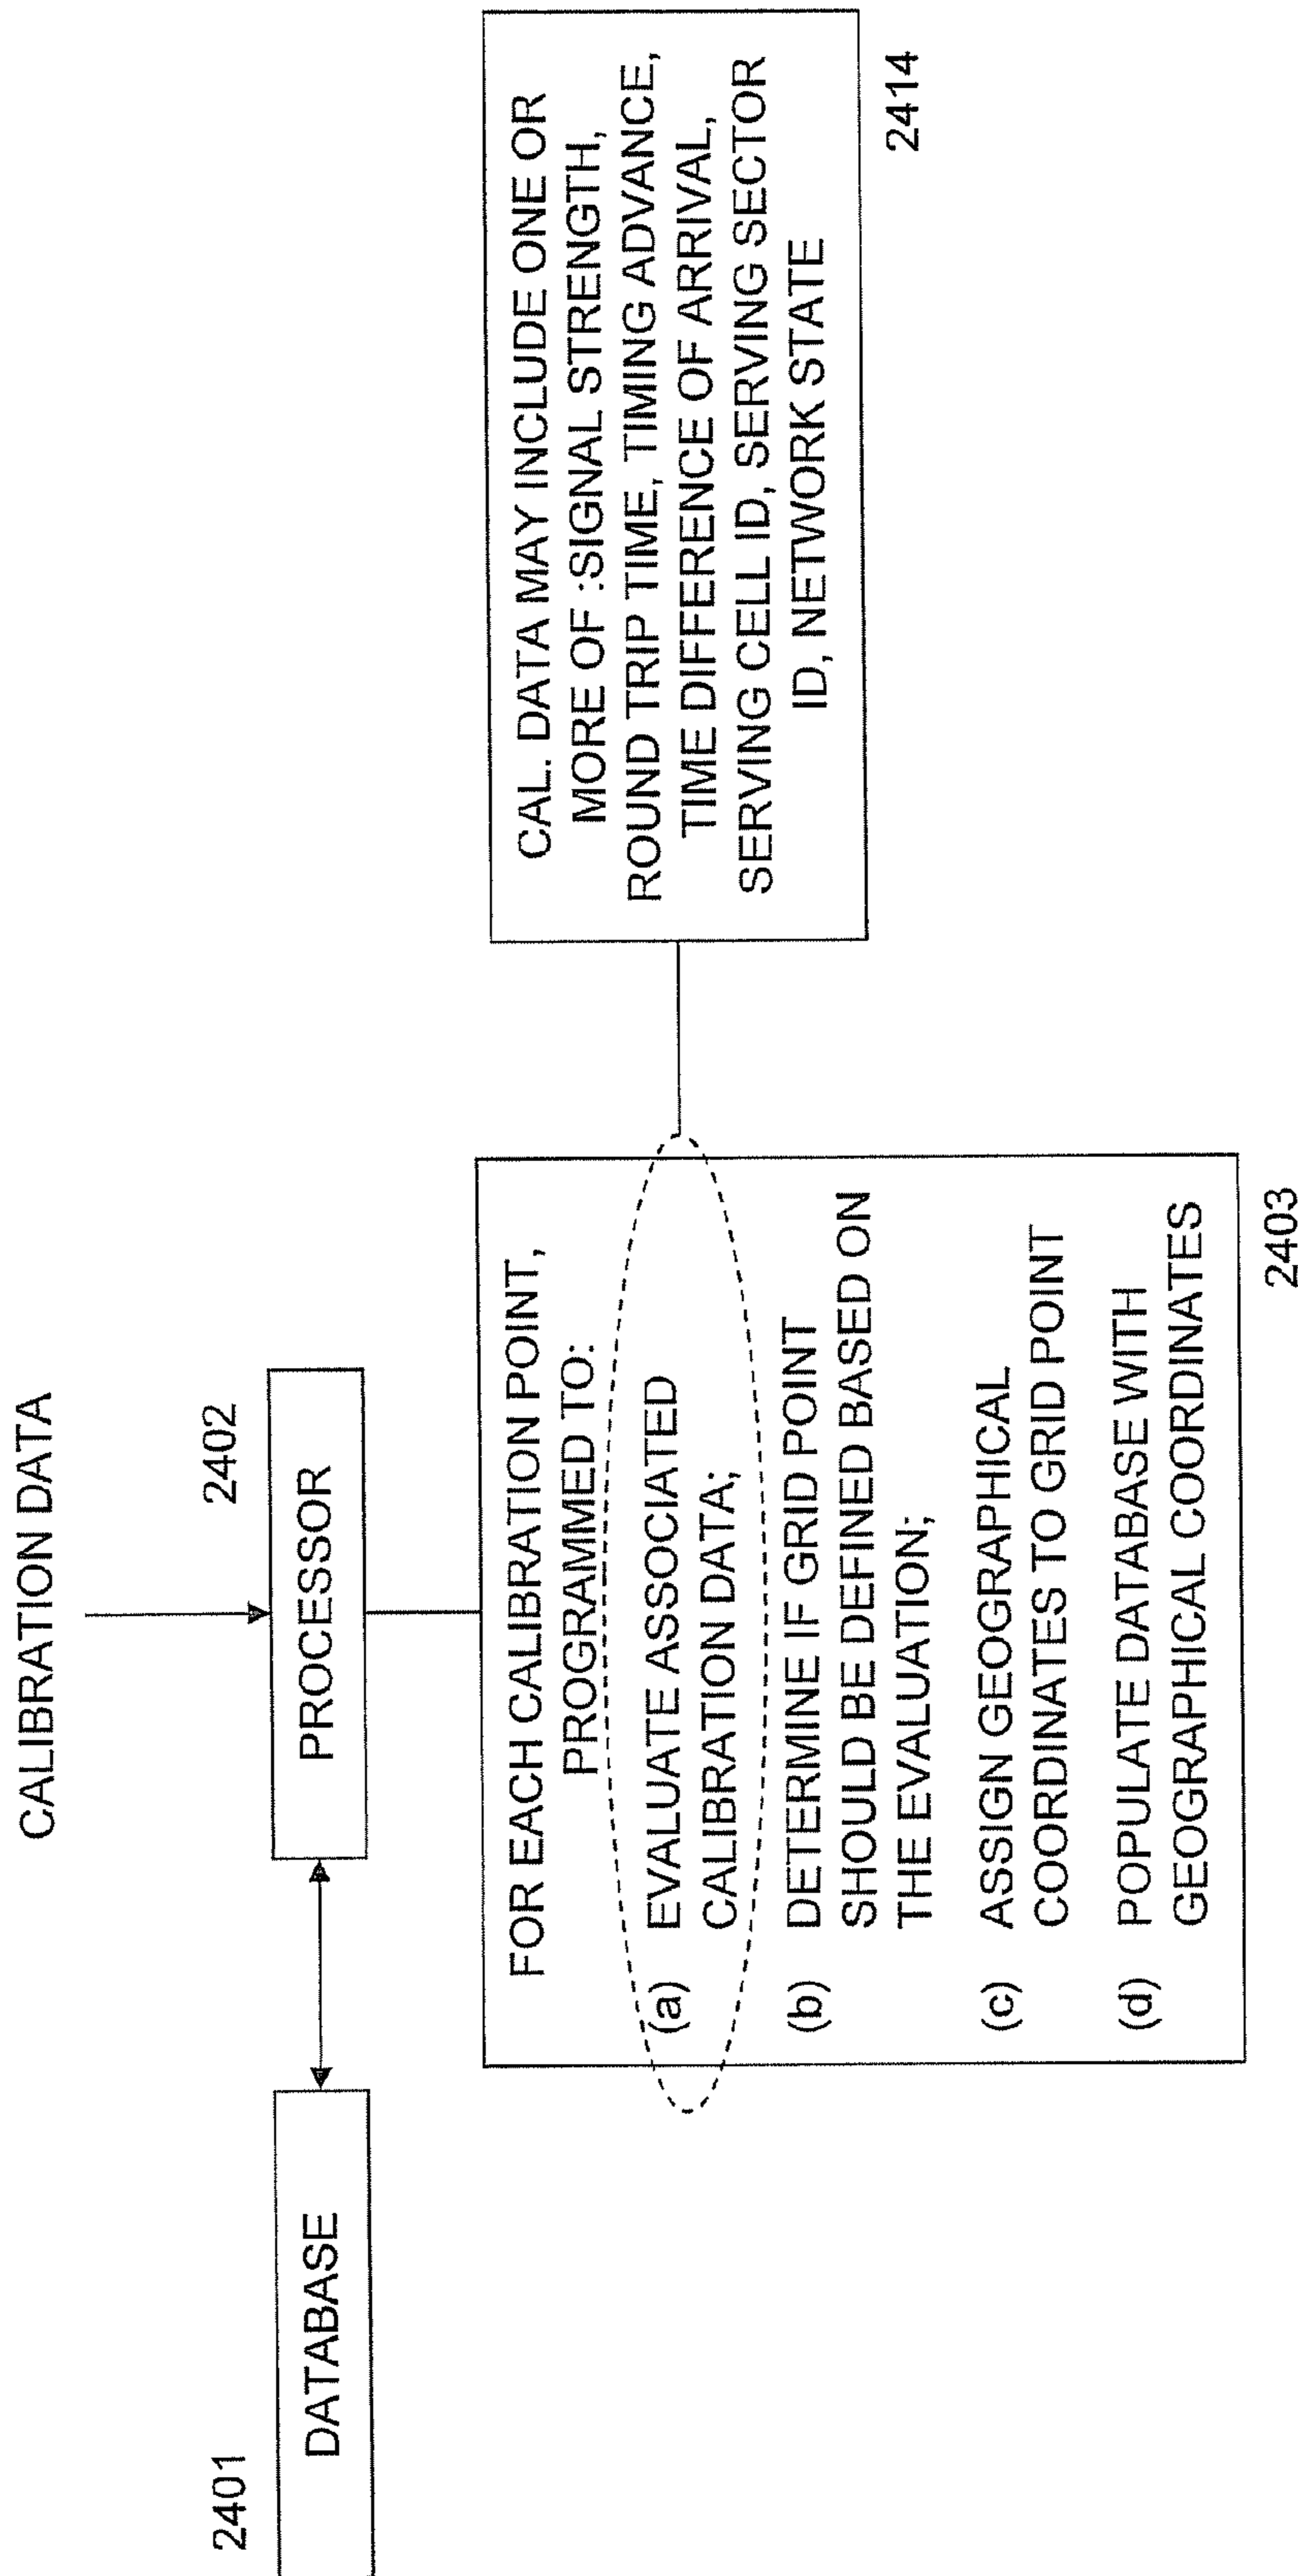 CALIBRATION DATA
2401
2402
DATABASE
PROCESSOR
FOR EACH CALIBRATION POINT,
PROGRAMMED TO:
(a) EVALUATE ASSOCIATED
CALIBRATION DATA;
(b) DETERMINE IF GRID POINT
SHOULD BE DEFINED BASED ON
THE EVALUATION;
(c) ASSIGN GEOGRAPHICAL
COORDINATES TO GRID POINT
(d) POPULATE DATABASE WITH
GEOGRAPHICAL COORDINATES
2403
CAL. DATA MAY INCLUDE ONE OR
MORE OF :SIGNAL STRENGTH,
ROUND TRIP TIME, TIMING ADVANCE,
TIME DIFFERENCE OF ARRIVAL,
SERVING CELL ID, SERVING SECTOR
ID, NETWORK STATE
2414